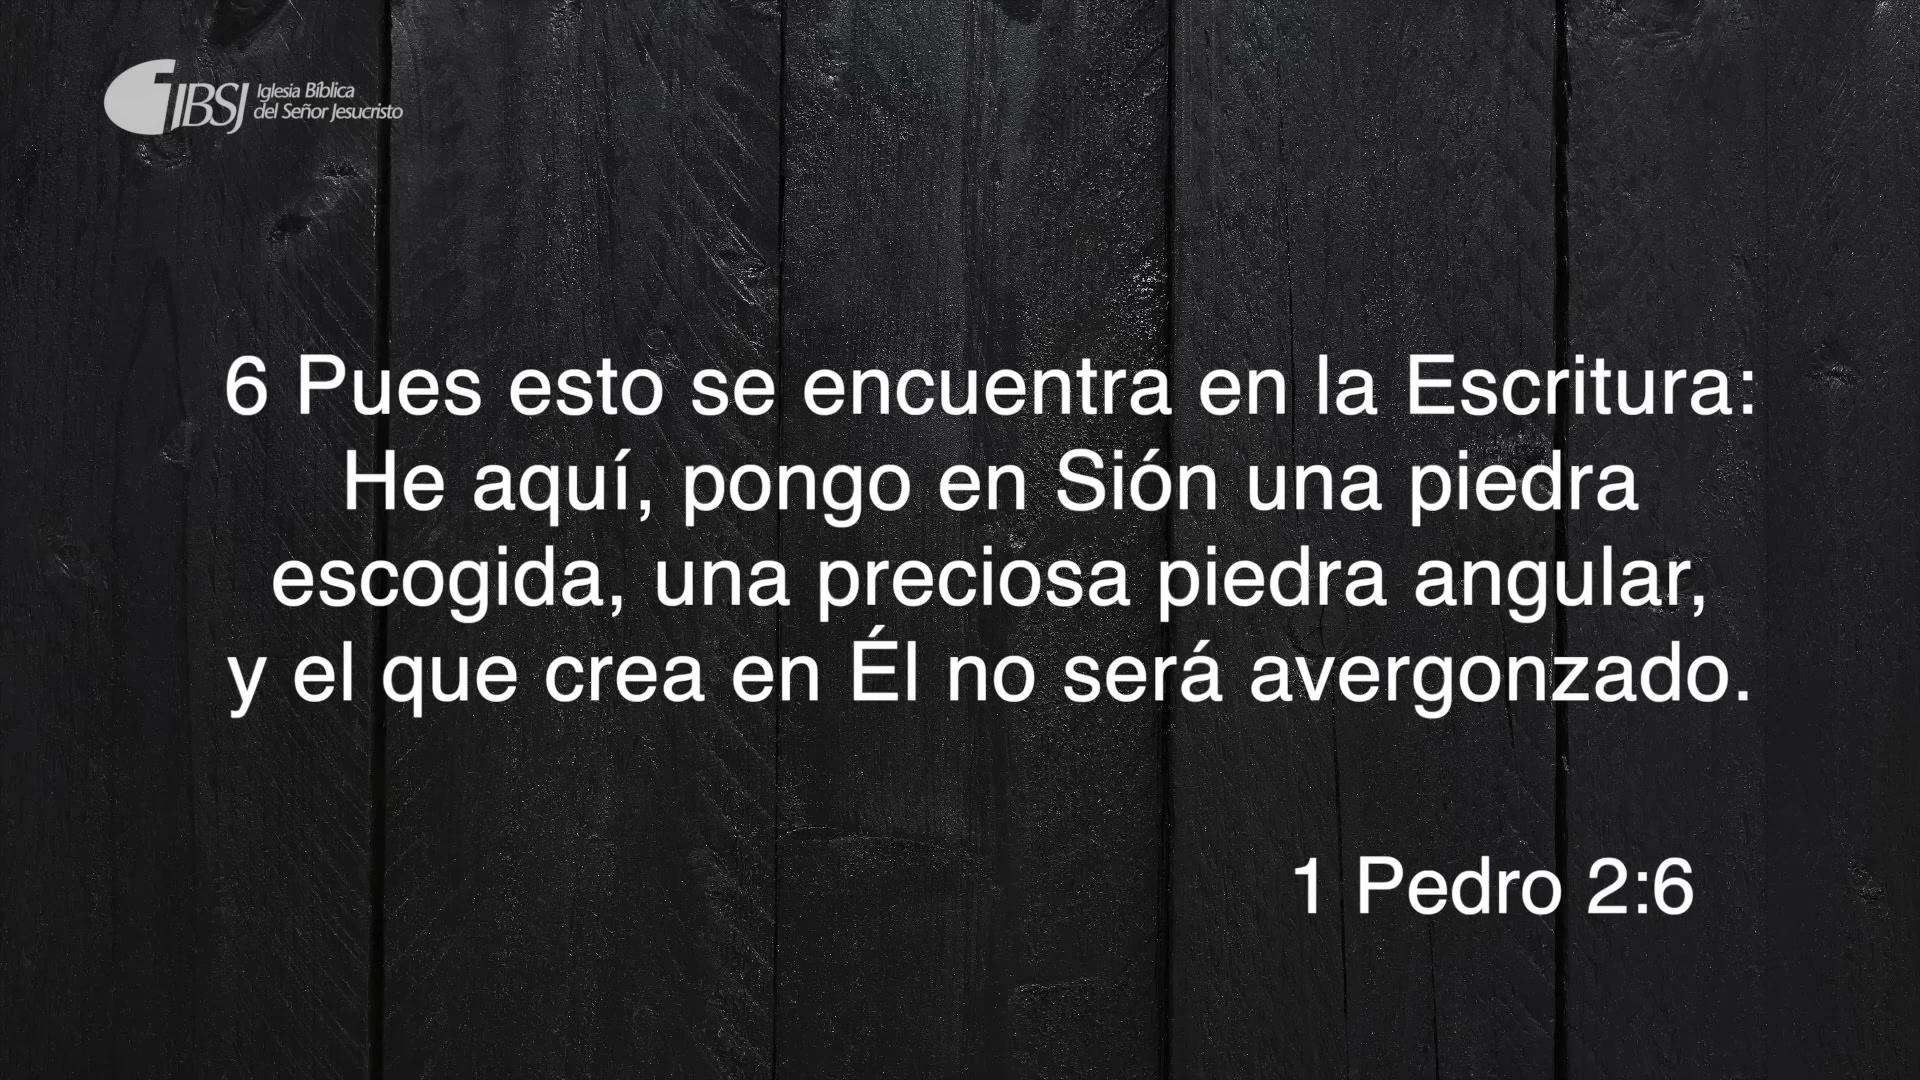 IBSJ Iglesia Bíblica
del Señor Jesucristo
6 Pues esto se encuentra en la Escritura:
He aquí, pongo en Sión una piedra
escogida, una preciosa piedra angular,
y el que crea en Él no será avergonzado.
1 Pedro 2:6